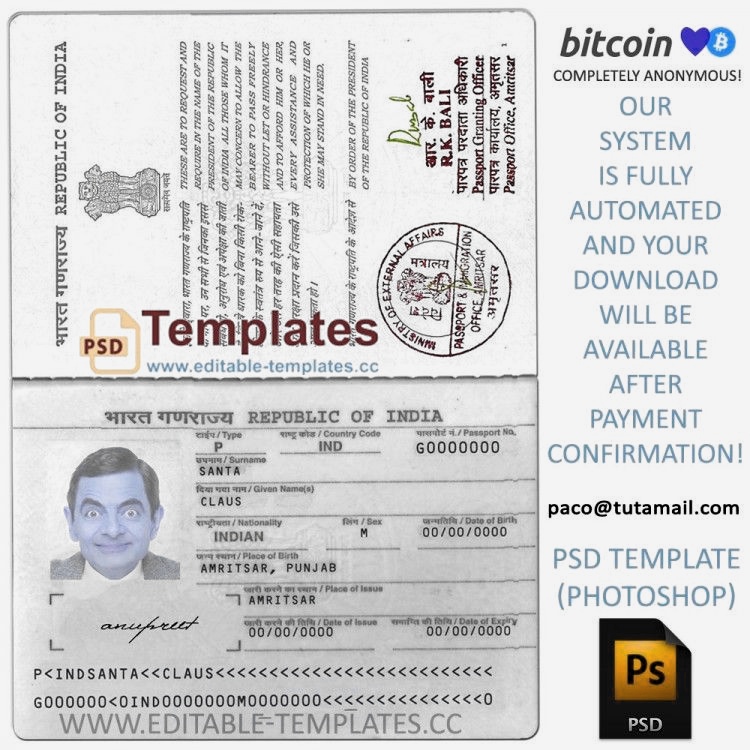 भारत गणराज्य REPUBLIC OF INDIA
सत्यमेव जयते
THESE ARE TO REQUEST AND
REQUIRE IN THE NAME OF THE
PRESIDENT OF THE REPUBLIC
OF INDIA ALL THOSE WHOM IT
MAY CONCERN TO ALLOW THE
BEARER TO PASS FREELY
WITHOUT LET OR HINDRANCE
AND TO AFFORD HIM OR HER,
EVERY ASSISTANCE AND
PROTECTION OF WHICH HE OR
SHE MAY STAND IN NEED.
BY ORDER OF THE PRESIDENT
OF THE REPUBLIC OF INDIA
आर. के. बाली
R.K. BALI
पारपत्र प्रदाता अधिकारी
Passport Granting Officer
पारपत्र कार्यालय, अमृतसर
Passport Office, Amritsar
MINISTRY OF EXTERNAL AFFAIRS
मंत्रालय
PASSPORT & IMMIGRATION
OFFICE, AMRITSAR
अमृतसर
PSD Templates
www.editable-templates.cc
भारत गणराज्य REPUBLIC OF INDIA
टाईप/Type
राष्ट्र कोड / Country Code
पासपोर्ट नं./ Passport No.
P
IND
G0000000
उपनाम / Surname
SANTA
दिया गया नाम / Given Name(s)
CLAUS
राष्ट्रीयता / Nationality
लिंग / Sex
जन्मतिथि / Date of Birth
INDIAN
M
00/00/0000
जन्म स्थान / Place of Birth
AMRITSAR, PUNJAB
जारी करने का स्थान / Place of Issue
AMRITSAR
जारी करने की तिथि / Date of Issue
समाप्ति की तिथि / Date of Expiry
00/00/0000
00/00/0000
anupreet
P<INDSANTA<<CLAUS<<<<<<<<<<<<<<<<<<<<<<<<<<<
G000000<0IND0000000M0000000<<<<<<<<<<<<<<<0
WWW.EDITABLE-TEMPLATES.CC
bitcoin
COMPLETELY ANONYMOUS!
OUR
SYSTEM
IS FULLY
AUTOMATED
AND YOUR
DOWNLOAD
WILL BE
AVAILABLE
AFTER
PAYMENT
CONFIRMATION!
paco@tutamail.com
PSD TEMPLATE
(PHOTOSHOP)
Ps
PSD